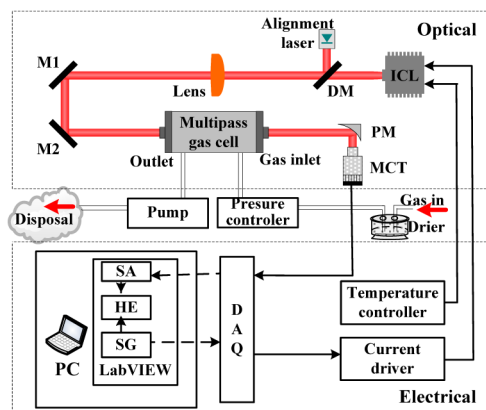 Alignment
laser
Optical
M1
ICL
Lens
DM
Multipass
gas cell
PM
M2
Outlet
Gas inlet
MCT
Disposal
Pump
Presure
controler
Gas in
Drier
SA
HE
SG
PC
LabVIEW
D
A
Q
Temperature
controller
Current
driver
Electrical